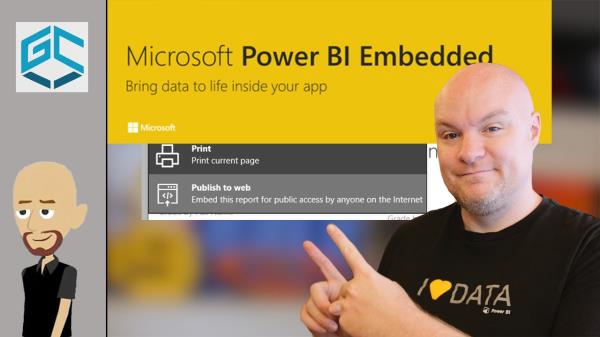 GC
Microsoft Power BI Embedded
Bring data to life inside your app
Microsoft
Print
Print current page
Publish to web
Embed this report for public access by anyone on the Internet
I DATA
Power BI